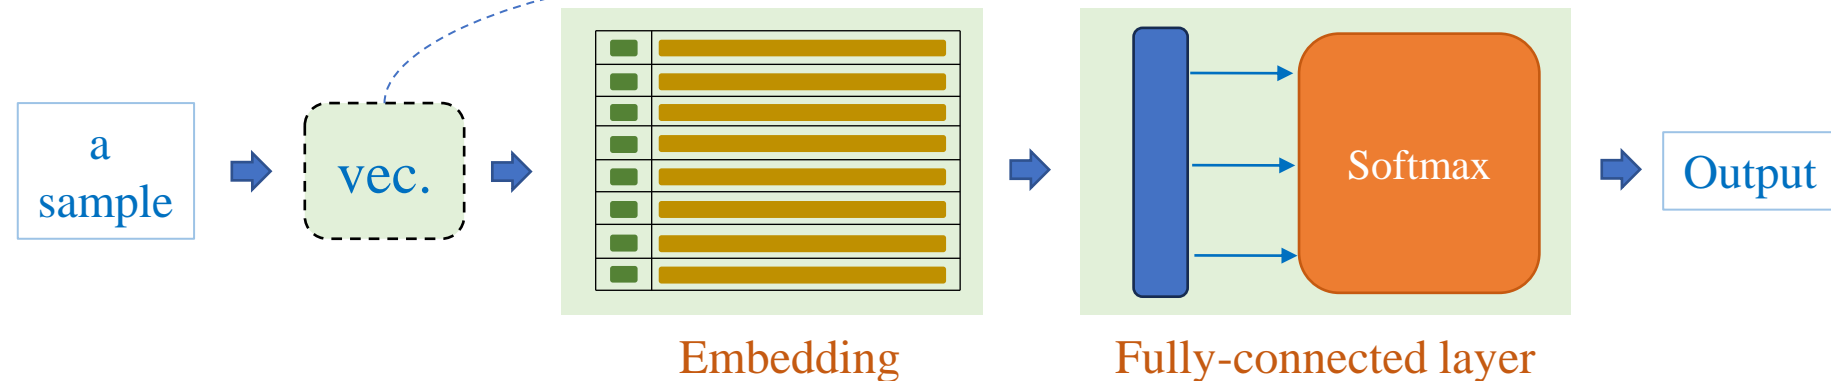 a
sample
vec.
Softmax
Output
Embedding
Fully-connected layer